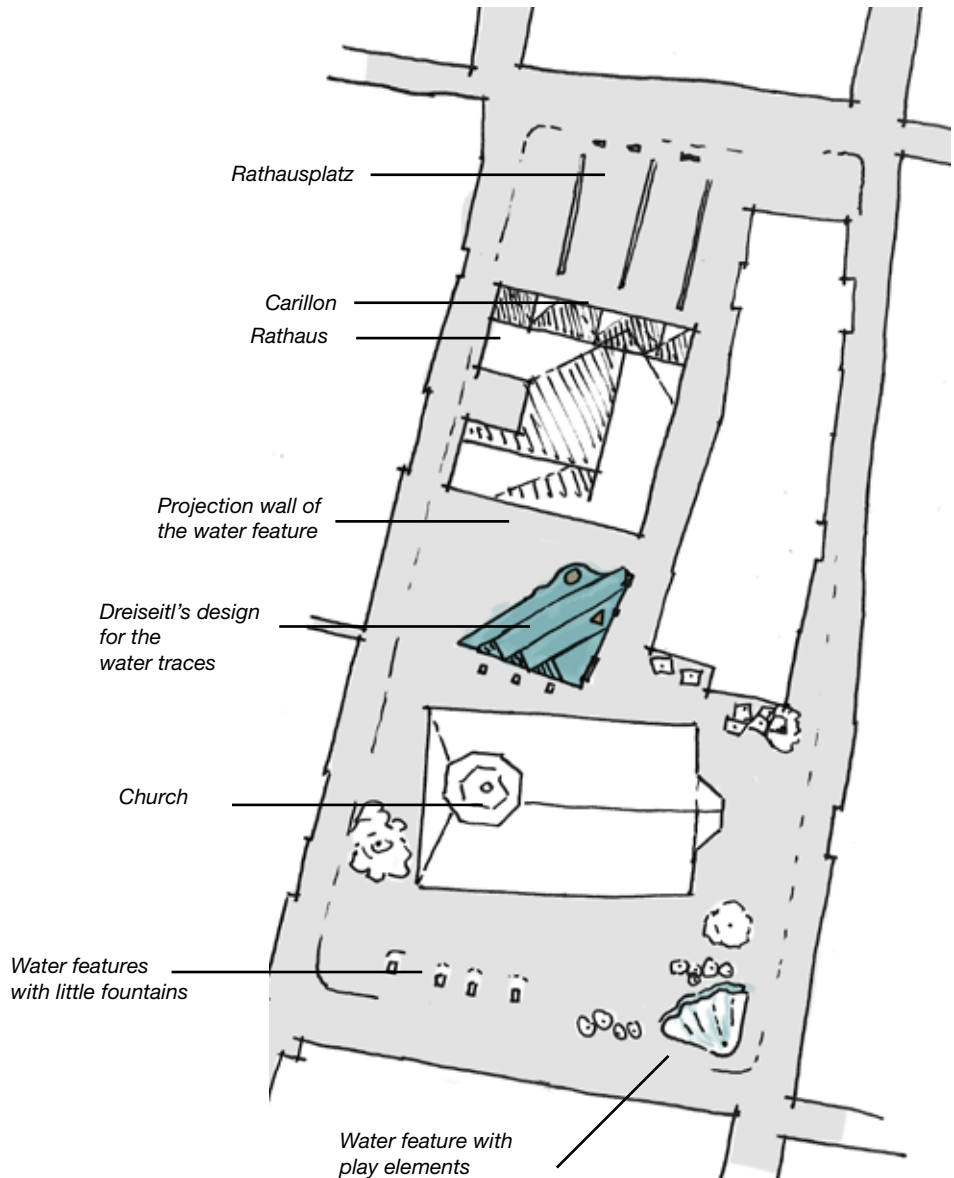 Rathausplatz
Carillon
Rathaus
Projection wall of
the water feature
Dreiseitl’s design
for the
water traces
Church
Water features
with little fountains
Water feature with
play elements